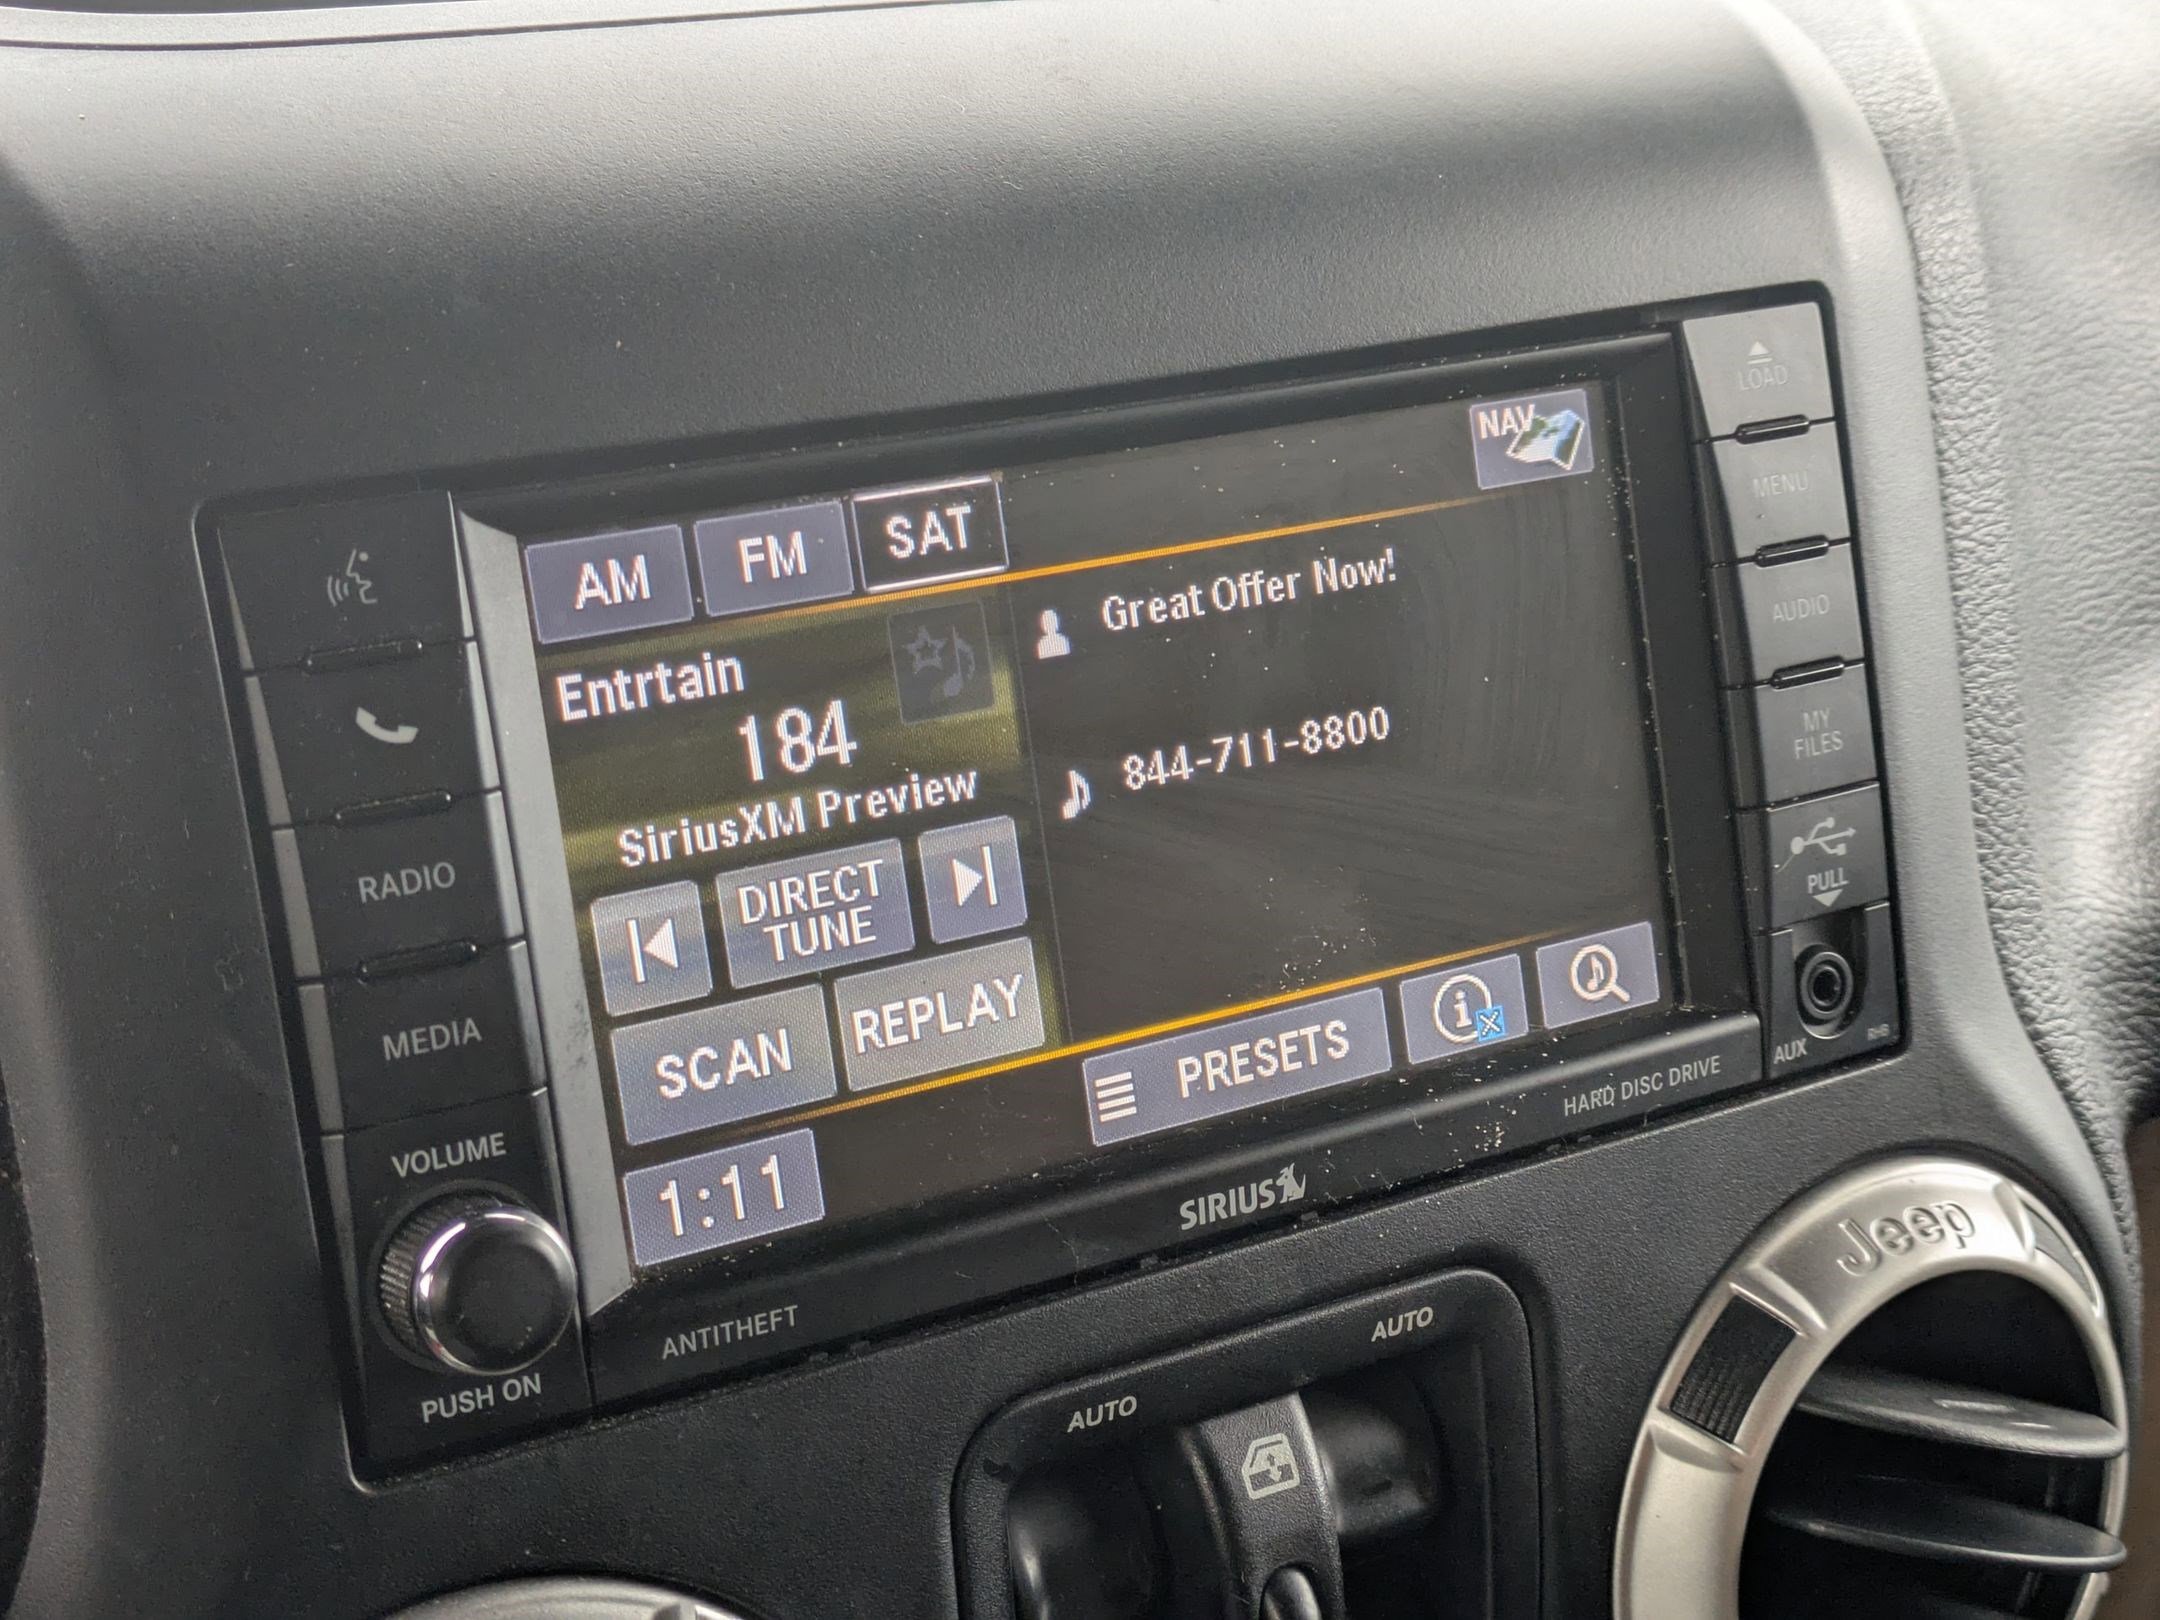 LOAD
MENU
AUDIO
MY
FILES
PULL
AUX
NAV
AM
FM
SAT
Entrtain
184
SiriusXM Preview
Great Offer Now!
844-711-8800
DIRECT
TUNE
SCAN
REPLAY
PRESETS
i
1:11
RADIO
MEDIA
VOLUME
PUSH ON
ANTITHEFT
SIRIUS
HARD DISC DRIVE
AUTO
AUTO
Jeep